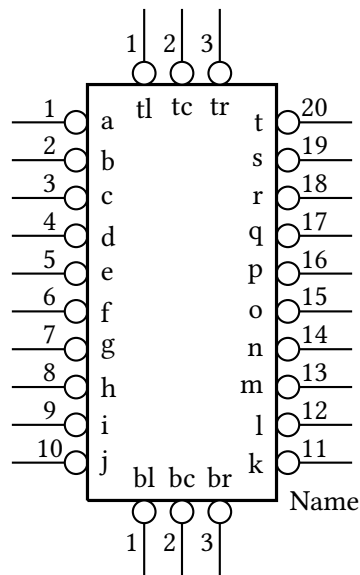 1 2 3
tl tc tr
1 a t 20
2 b s 19
3 c r 18
4 d q 17
5 e p 16
6 f o 15
7 g n 14
8 h m 13
9 i l 12
10 j k 11
bl bc br
Name
1 2 3